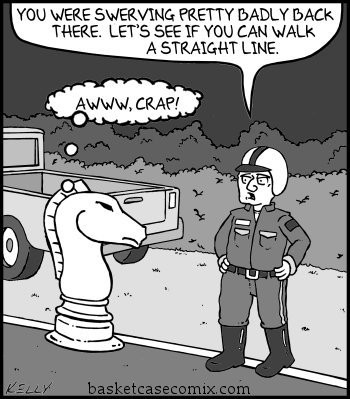 YOU WERE SWERVING PRETTY BADLY BACK
THERE. LET'S SEE IF YOU CAN WALK
A STRAIGHT LINE.
AWWW, CRAP!
KELLY
basketcasecomix.com